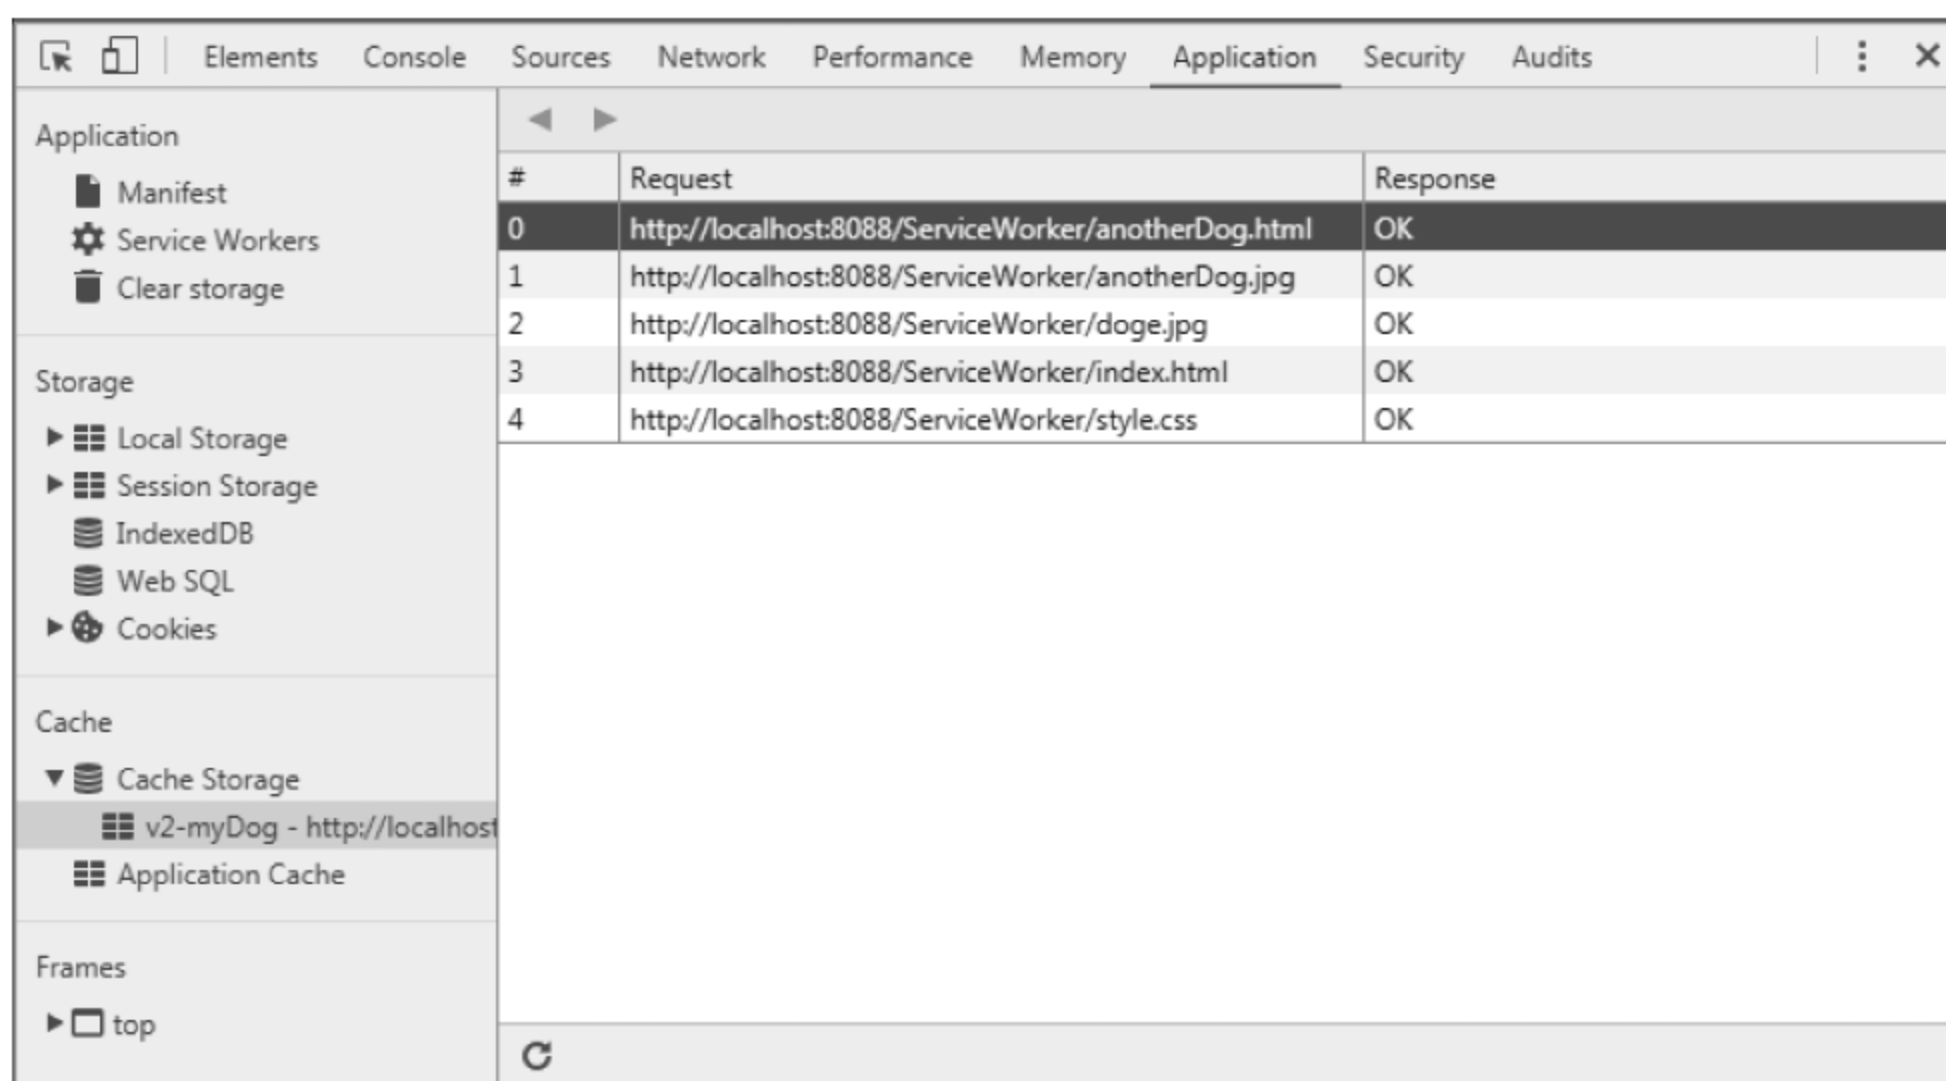 Elements Console Sources Network Performance Memory Application Security Audits
Application
Manifest
Service Workers
Clear storage
Storage
Local Storage
Session Storage
IndexedDB
Web SQL
Cookies
Cache
Cache Storage
v2-myDog - http://localhost
Application Cache
Frames
top
# Request Response
0 http://localhost:8088/ServiceWorker/anotherDog.html OK
1 http://localhost:8088/ServiceWorker/anotherDog.jpg OK
2 http://localhost:8088/ServiceWorker/doge.jpg OK
3 http://localhost:8088/ServiceWorker/index.html OK
4 http://localhost:8088/ServiceWorker/style.css OK